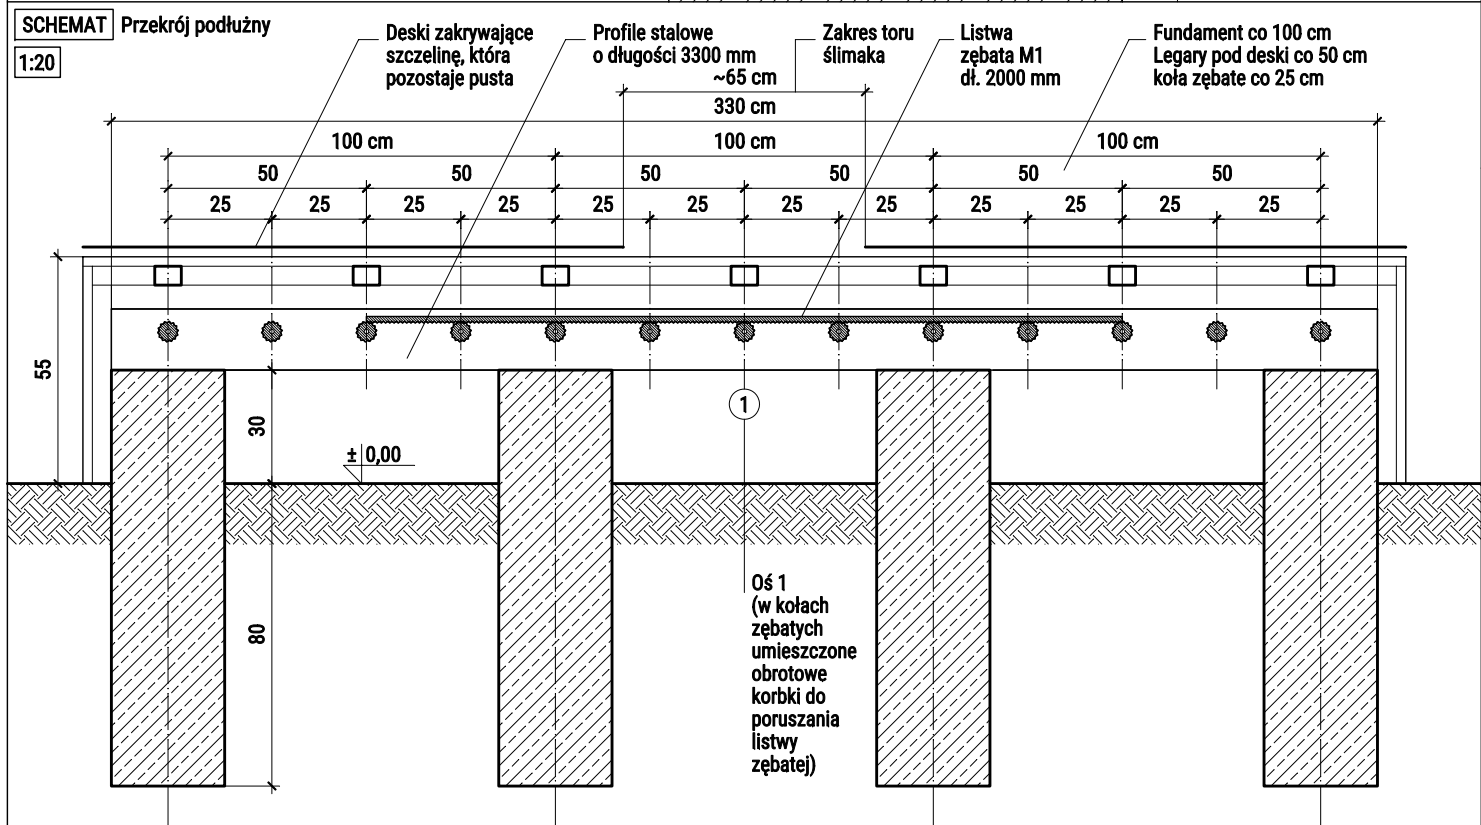 SCHEMAT Przekrój podłużny
1:20
Deski zakrywające
szczelinę, która
pozostaje pusta
Profile stalowe
o długości 3300 mm
Zakres toru
ślimaka
Listwa
zębata M1
dł. 2000 mm
Fundament co 100 cm
Legary pod deski co 50 cm
koła zębate co 25 cm
~65 cm
330 cm
100 cm 100 cm 100 cm
50 50 50 50 50 50
25 25 25 25 25 25 25 25 25 25 25 25
55
30
± 0,00
1
80
Oś 1
(w kołach
zębatych
umieszczone
obrotowe
korbki do
poruszania
listwy
zębatej)